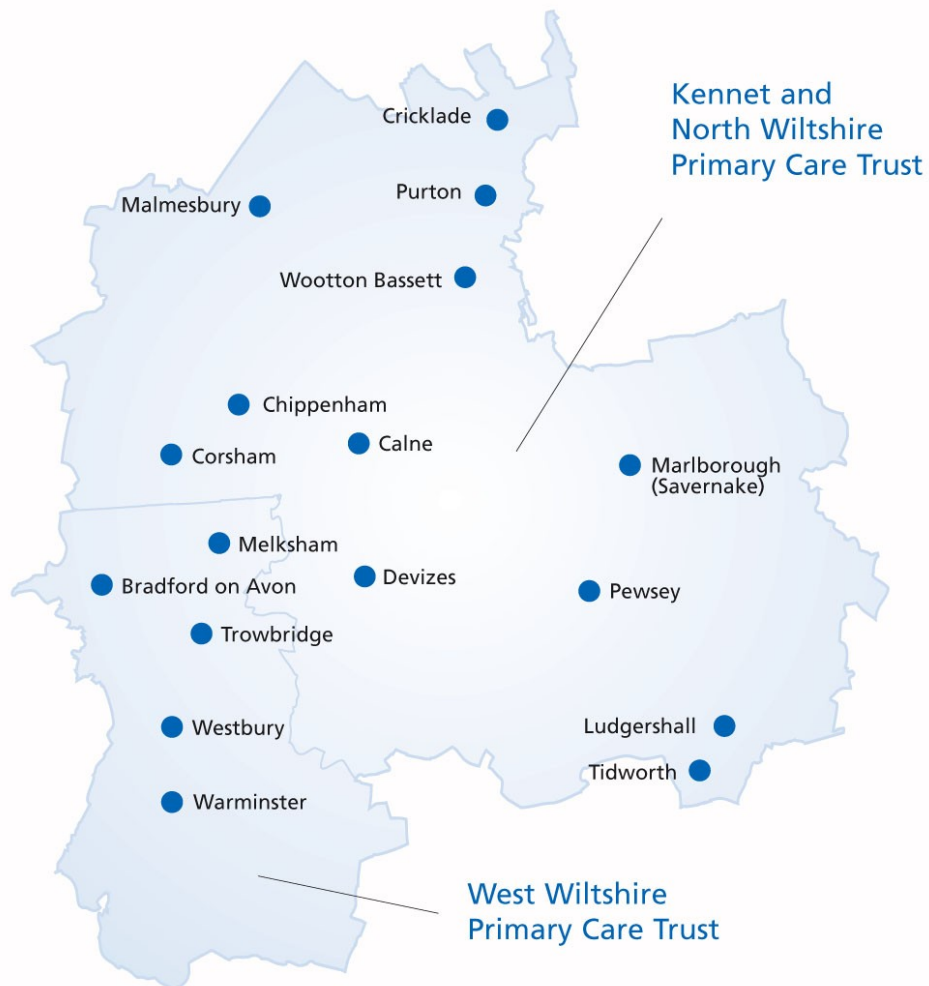 Kennet and
North Wiltshire
Primary Care Trust
Cricklade
Purton
Malmesbury
Wootton Bassett
Chippenham
Calne
Corsham
Marlborough
(Savernake)
Melksham
Devizes
Bradford on Avon
Pewsey
Trowbridge
Ludgershall
Westbury
Tidworth
Warminster
West Wiltshire
Primary Care Trust